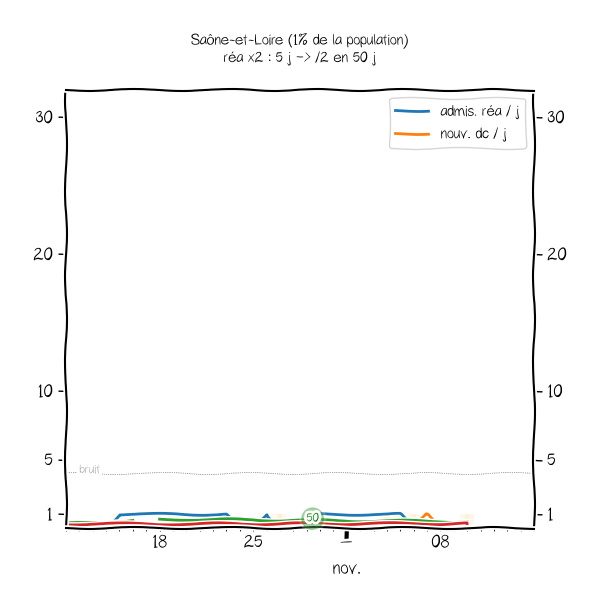 Saône-et-Loire (1% de la population)
réa x2 : 5 j -> /2 en 50 j
admis. réa / j
nouv. dc / j
30
30
20
20
10
10
5
5
bruit
1
1
50
18
25
1
08
nov.